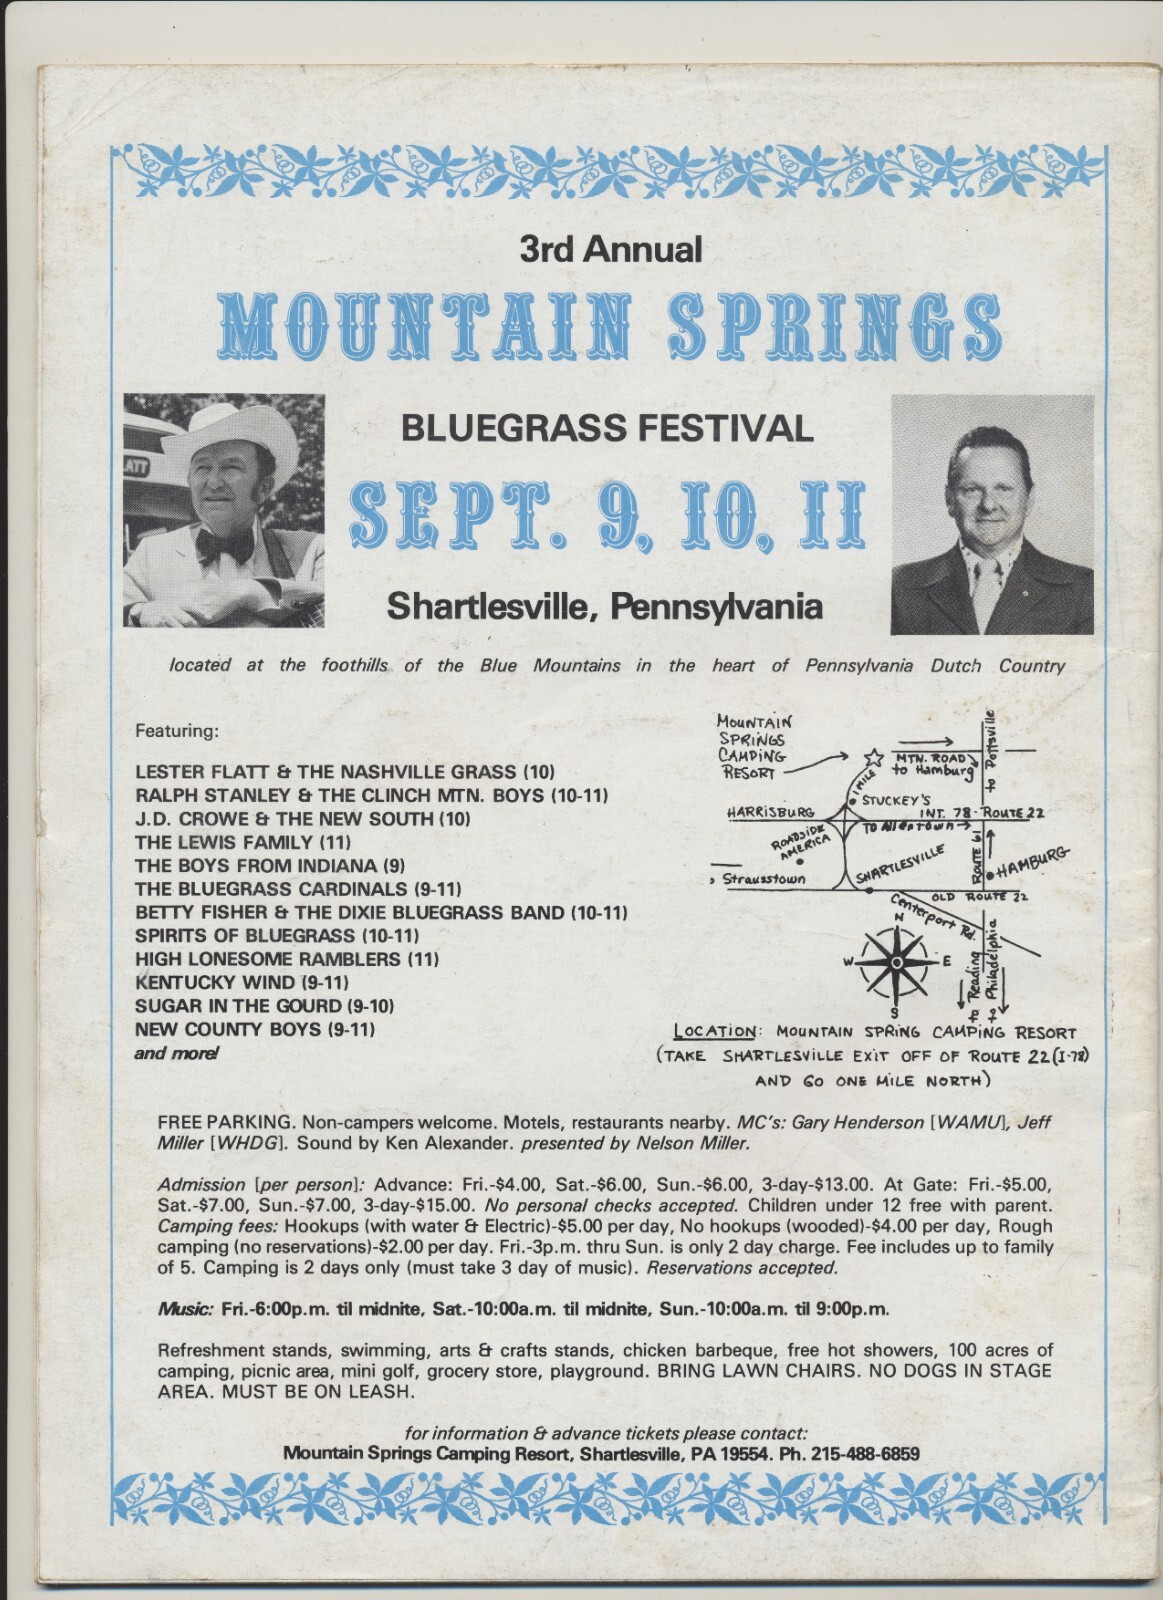 3rd Annual
MOUNTAIN SPRINGS
BLUEGRASS FESTIVAL
SEPT. 9, 10, 11
Shartlesville, Pennsylvania
ATT
located at the foothills of the Blue Mountains in the heart of Pennsylvania Dutch Country
Featuring:
LESTER FLATT & THE NASHVILLE GRASS (10)
RALPH STANLEY & THE CLINCH MTN. BOYS (10-11)
J.D. CROWE & THE NEW SOUTH (10)
THE LEWIS FAMILY (11)
THE BOYS FROM INDIANA (9)
THE BLUEGRASS CARDINALS (9-11)
BETTY FISHER & THE DIXIE BLUEGRASS BAND (10-11)
SPIRITS OF BLUEGRASS (10-11)
HIGH LONESOME RAMBLERS (11)
KENTUCKY WIND (9-11)
SUGAR IN THE GOURD (9-10)
NEW COUNTY BOYS (9-11)
and more!
MOUNTAIN
SPRINGS
CAMPING
RESORT
MTN. ROAD
to Hamburg
to Pottsville
1 MILE
STUCKEY'S
HARRISBURG
INT. 78 - ROUTE 22
TO Allentown
ROADSIDE
AMERICA
ROUTE 61
SHARTLESVILLE
HAMBURG
Strausstown
OLD ROUTE 22
Centerport Rd.
N
W
E
S
to Reading
to Philadelphia
LOCATION: MOUNTAIN SPRING CAMPING RESORT
(TAKE SHARTLESVILLE EXIT OFF OF ROUTE 22 (I-78)
AND GO ONE MILE NORTH)
FREE PARKING. Non-campers welcome. Motels, restaurants nearby. MC's: Gary Henderson [WAMU], Jeff
Miller [WHDG]. Sound by Ken Alexander. presented by Nelson Miller.
Admission [per person]: Advance: Fri.-$4.00, Sat.-$6.00, Sun.-$6.00, 3-day-$13.00. At Gate: Fri.-$5.00,
Sat.-$7.00, Sun.-$7.00, 3-day-$15.00. No personal checks accepted. Children under 12 free with parent.
Camping fees: Hookups (with water & Electric)-$5.00 per day, No hookups (wooded)-$4.00 per day, Rough
camping (no reservations)-$2.00 per day. Fri.-3p.m. thru Sun. is only 2 day charge. Fee includes up to family
of 5. Camping is 2 days only (must take 3 day of music). Reservations accepted.
Music: Fri.-6:00p.m. til midnite, Sat.-10:00a.m. til midnite, Sun.-10:00a.m. til 9:00p.m.
Refreshment stands, swimming, arts & crafts stands, chicken barbeque, free hot showers, 100 acres of
camping, picnic area, mini golf, grocery store, playground. BRING LAWN CHAIRS. NO DOGS IN STAGE
AREA. MUST BE ON LEASH.
for information & advance tickets please contact:
Mountain Springs Camping Resort, Shartlesville, PA 19554. Ph. 215-488-6859